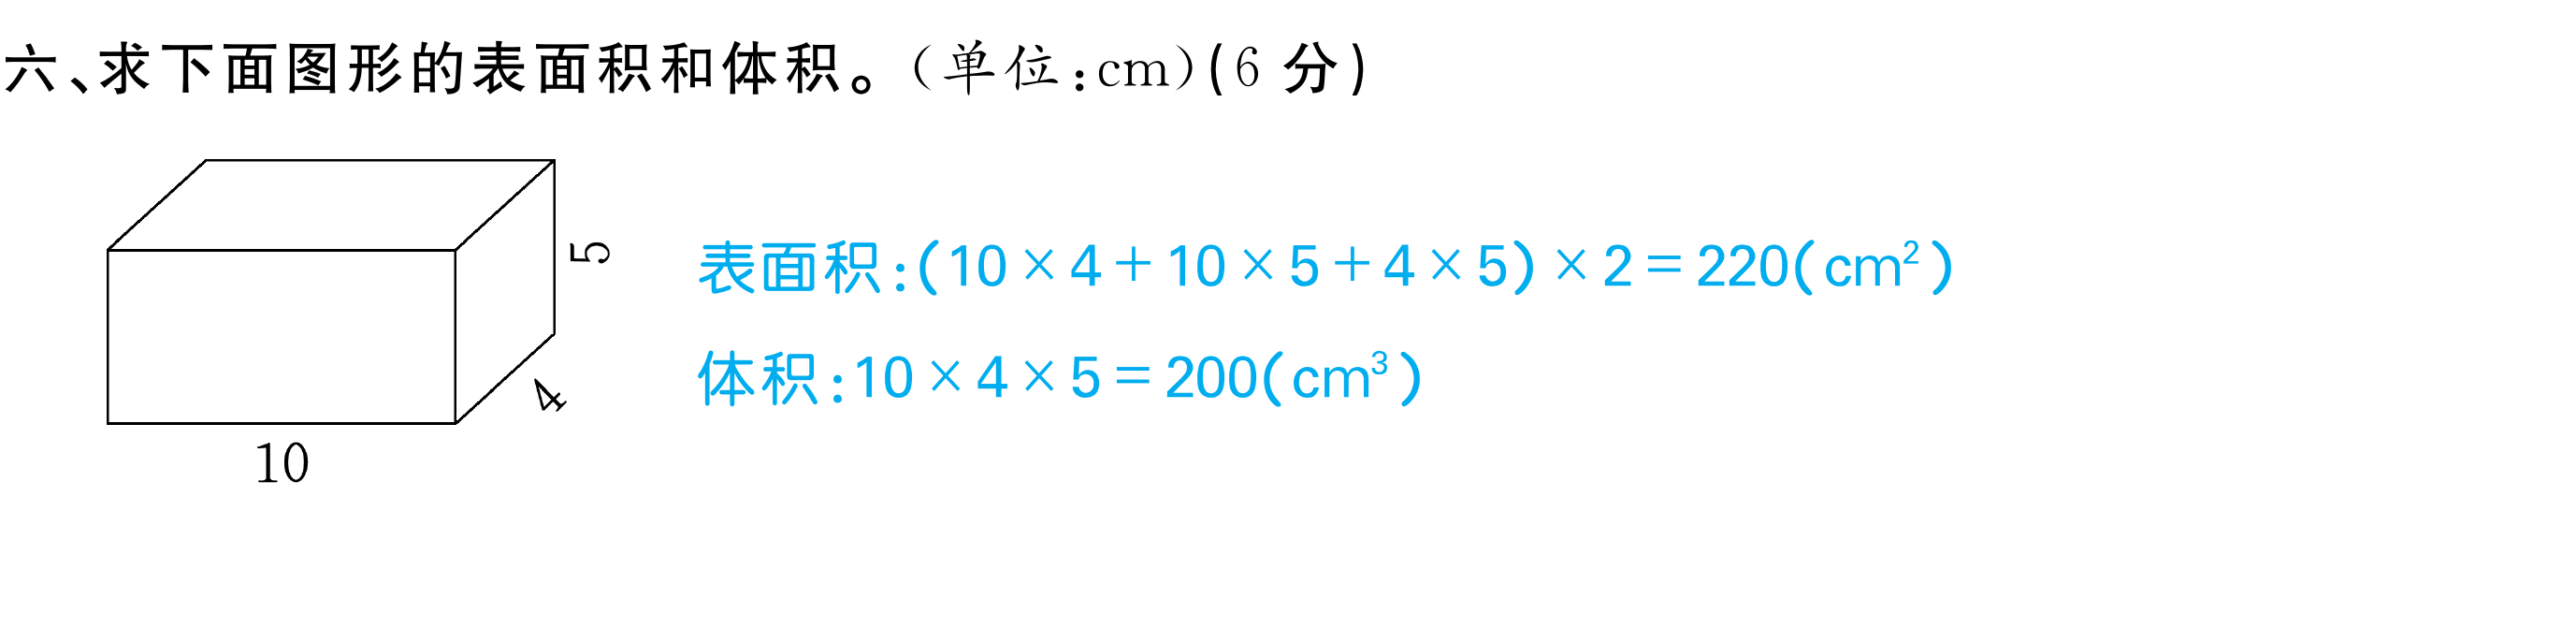 六、求下面图形的表面积和体积。(单位:cm)(6 分)
5
表面积:(10×4+10×5+4×5)×2=220(cm²)
体积:10×4×5=200(cm³)
4
10